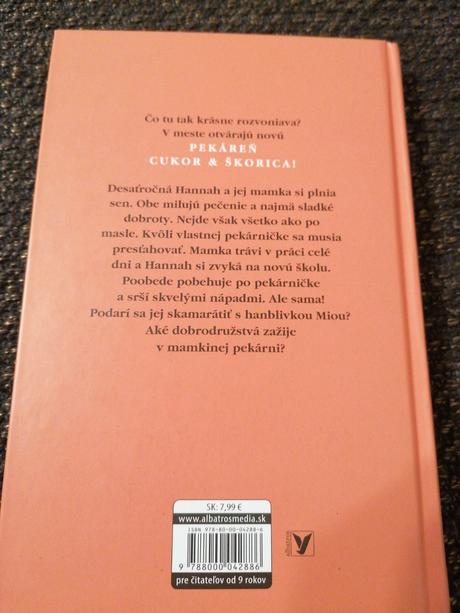 Čo tu tak krásne rozvoniava?
V meste otvárajú novú
PEKÁREŇ
CUKOR & ŠKORICA!
Desaťročná Hannah a jej mamka si plnia
sen. Obe milujú pečenie a najmä sladké
dobroty. Nejde však všetko ako po
masle. Kvôli vlastnej pekárničke sa musia
presťahovať. Mamka trávi v práci celé
dni a Hannah si zvyká na novú školu.
Poobede pobehuje po pekárničke
a srší skvelými nápadmi. Ale sama!
Podarí sa jej skamarátiť s hanblivkou Miou?
Aké dobrodružstvá zažije
v mamkinej pekárni?
SK: 7,99 €
www.albatrosmedia.sk
ISBN 978-80-00-04288-6
9 788000 042886
pre čitateľov od 9 rokov
albatros